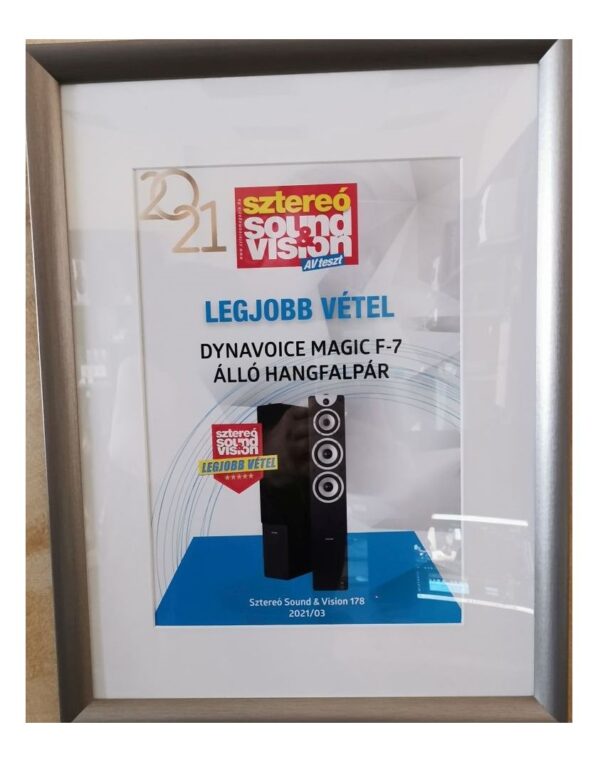 2021
sztereó
sound
& vision
AV teszt
LEGJOBB VÉTEL
DYNAVOICE MAGIC F-7
ÁLLÓ HANGFALPÁR
sztereó
sound
& vision
LEGJOBB VÉTEL
Sztereó Sound & Vision 178
2021/03